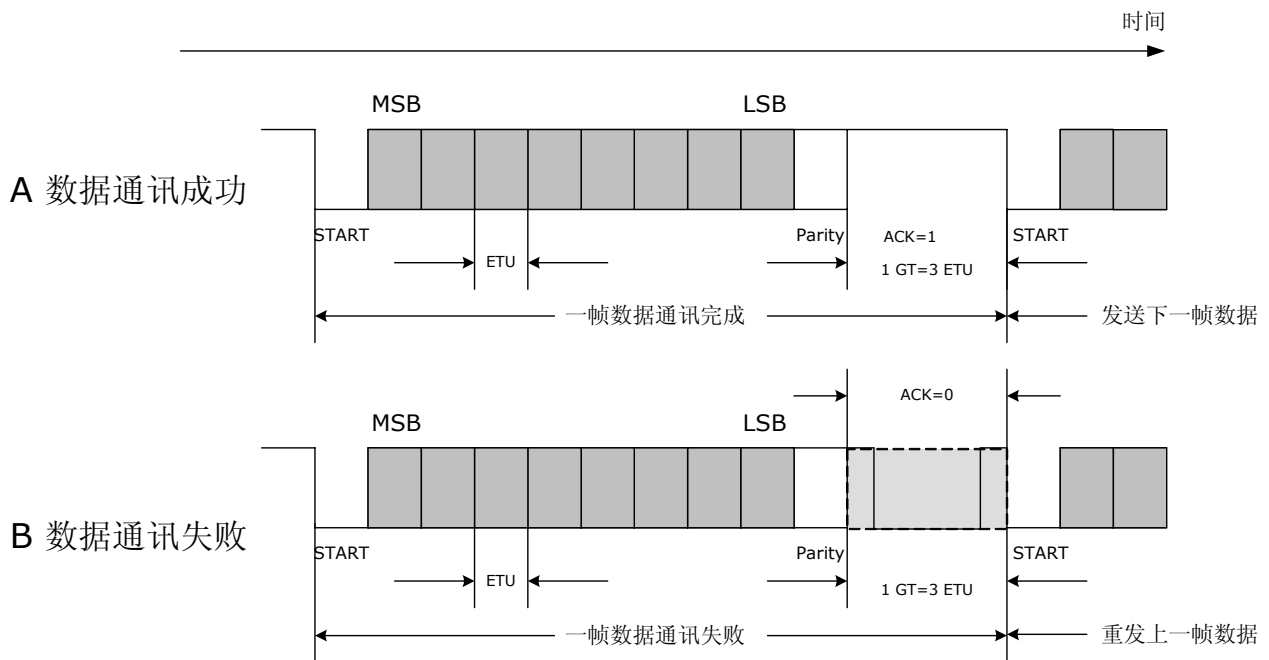 时间
MSB
LSB
A 数据通讯成功
START
Parity
ACK=1
START
ETU
1 GT=3 ETU
一帧数据通讯完成
发送下一帧数据
ACK=0
MSB
LSB
B 数据通讯失败
START
Parity
START
ETU
1 GT=3 ETU
一帧数据通讯失败
重发上一帧数据